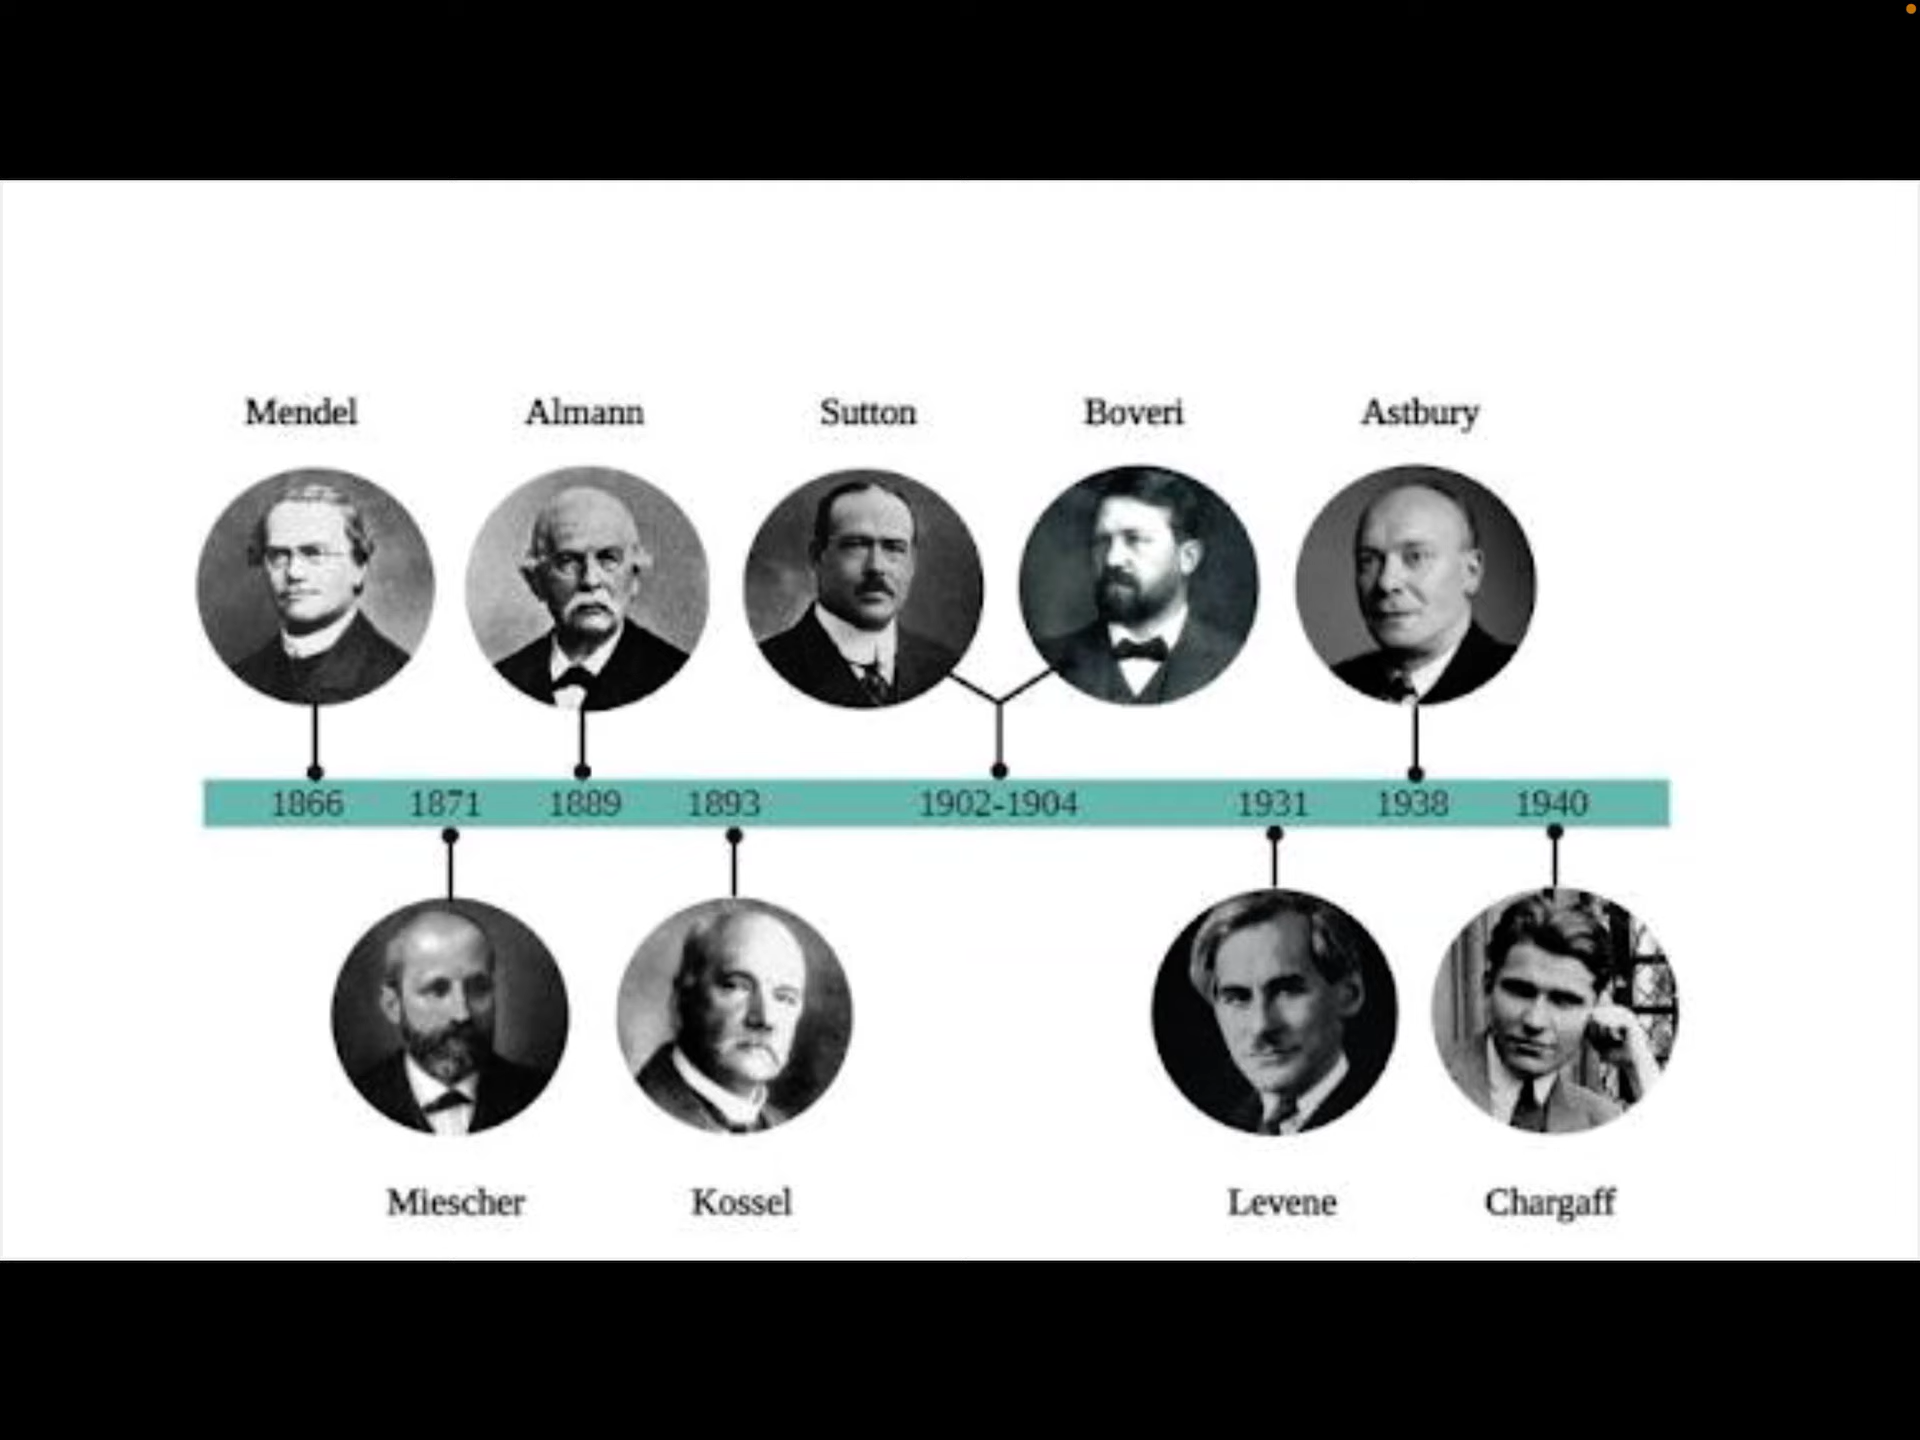 Mendel Almann Sutton Boveri Astbury
1866 1871 1889 1893 1902-1904 1931 1938 1940
Miescher Kossel Levene Chargaff